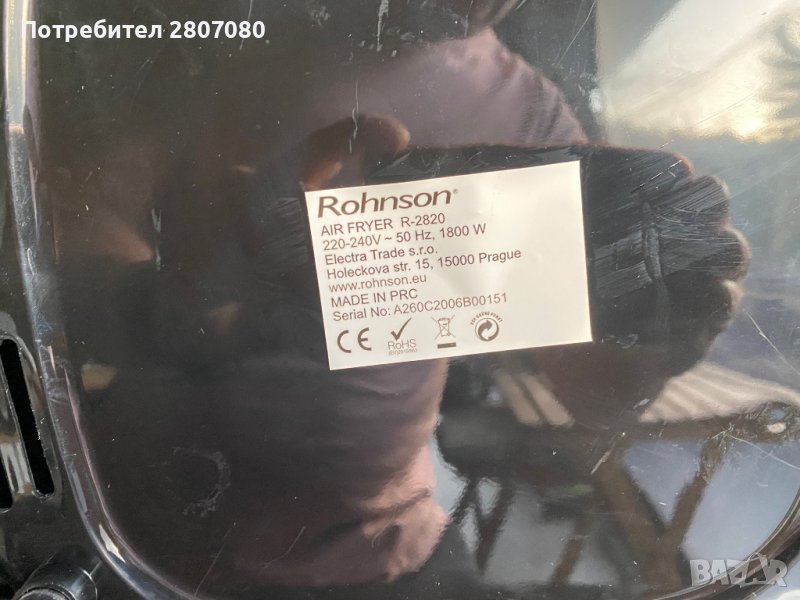 Потребител 2807080
Rohnson®
AIR FRYER R-2820
220-240V ~ 50 Hz, 1800 W
Electra Trade s.r.o.
Holeckova str. 15, 15000 Prague
www.rohnson.eu
MADE IN PRC
Serial No: A260C2006B00151
CE
RoHS
BAZAR